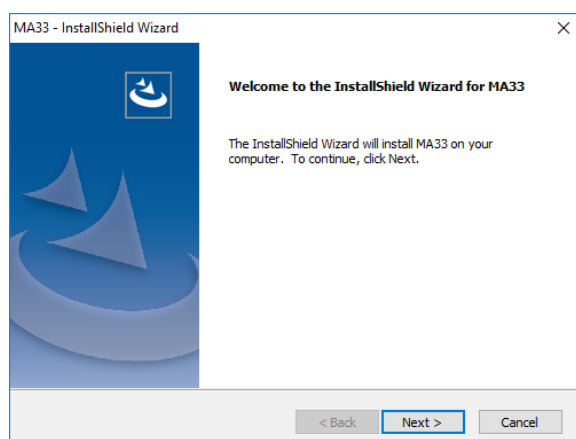 MA33 - InstallShield Wizard
Welcome to the InstallShield Wizard for MA33
The InstallShield Wizard will install MA33 on your
computer. To continue, click Next.
< Back Next > Cancel